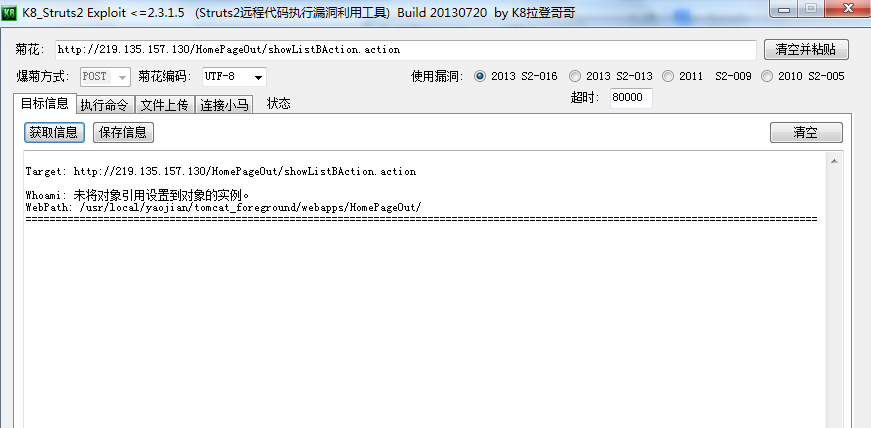 K8 K8_Struts2 Exploit <=2.3.1.5 (Struts2远程代码执行漏洞利用工具) Build 20130720 by K8拉登哥哥
菊花: http://219.135.157.130/HomePageOut/showListBAction.action 清空并粘贴
爆菊方式: POST 菊花编码: UTF-8 使用漏洞: 2013 S2-016 2013 S2-013 2011 S2-009 2010 S2-005
超时: 80000
目标信息 执行命令 文件上传 连接小马 状态
获取信息 保存信息 清空
Target: http://219.135.157.130/HomePageOut/showListBAction.action
Whoami: 未将对象引用设置到对象的实例。
WebPath: /usr/local/yaojian/tomcat_foreground/webapps/HomePageOut/
====================================================================================================================================